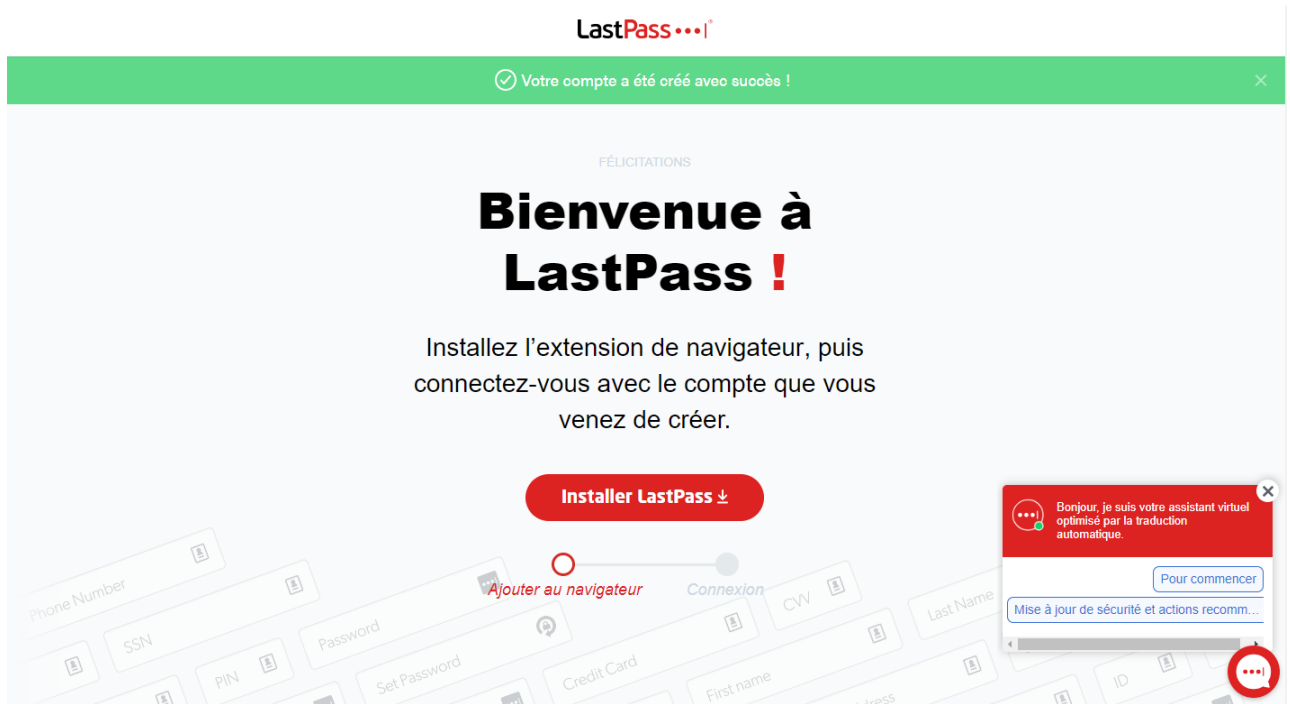 LastPass
Votre compte a été créé avec succès !
FÉLICITATIONS
Bienvenue à
LastPass !
Installez l’extension de navigateur, puis
connectez-vous avec le compte que vous
venez de créer.
Installer LastPass
Ajouter au navigateur
Connexion
Bonjour, je suis votre assistant virtuel
optimisé par la traduction
automatique.
Pour commencer
Mise à jour de sécurité et actions recomm...
Phone Number
SSN
Password
CVV
Last Name
PIN
Set Password
Credit Card
First name
ID